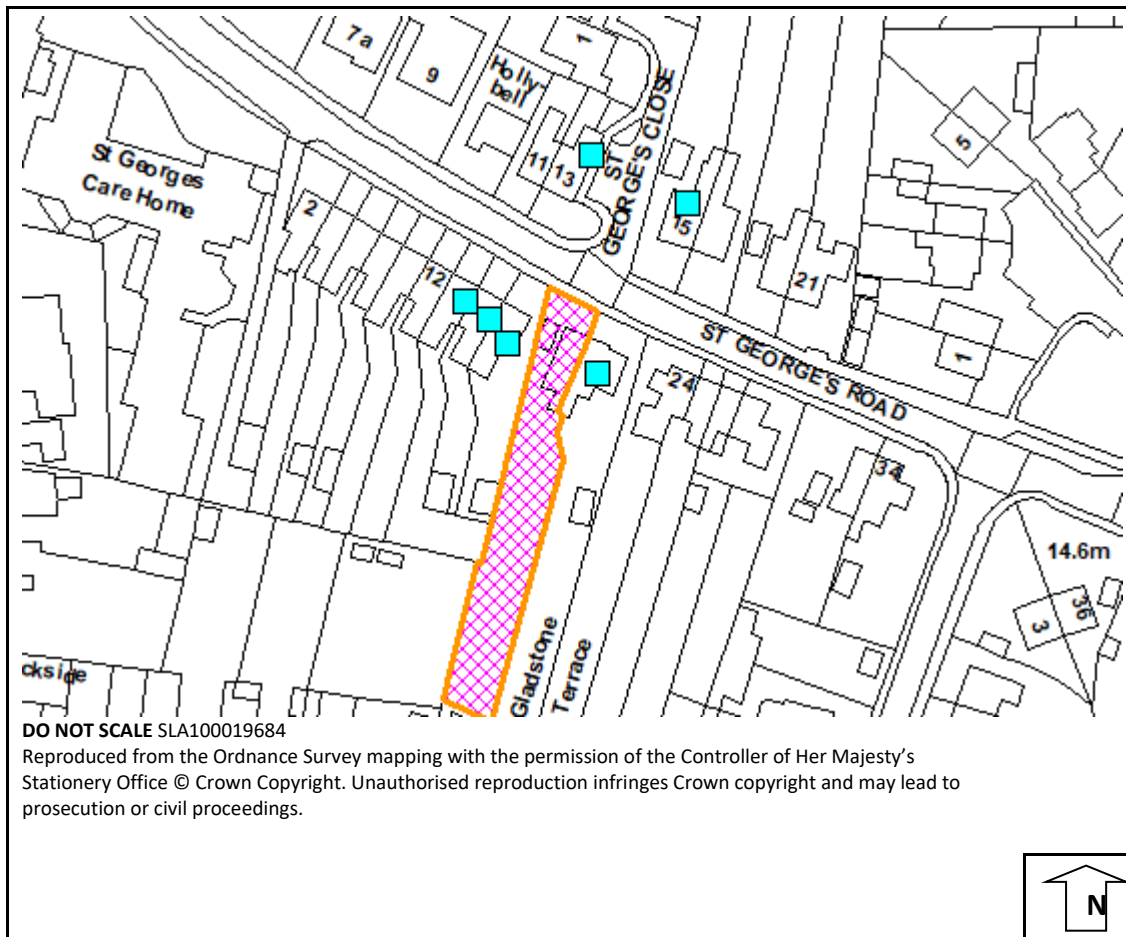 7a
9
Holly-
bell
1
11
13
ST
GEORGE'S CLOSE
15
21
5
1
St Georges
Care Home
2
12
ST GEORGE'S ROAD
24
34
14.6m
36
3
Gladstone
Terrace
ckside
DO NOT SCALE SLA100019684
Reproduced from the Ordnance Survey mapping with the permission of the Controller of Her Majesty’s
Stationery Office © Crown Copyright. Unauthorised reproduction infringes Crown copyright and may lead to
prosecution or civil proceedings.
N